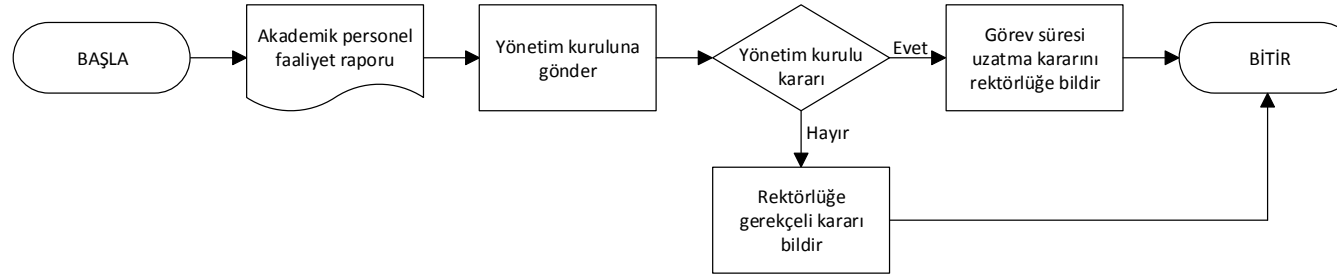 BAŞLA
Akademik personel
faaliyet raporu
Yönetim kuruluna
gönder
Yönetim kurulu
kararı
Evet
Görev süresi
uzatma kararını
rektörlüğe bildir
BİTİR
Hayır
Rektörlüğe
gerekçeli kararı
bildir